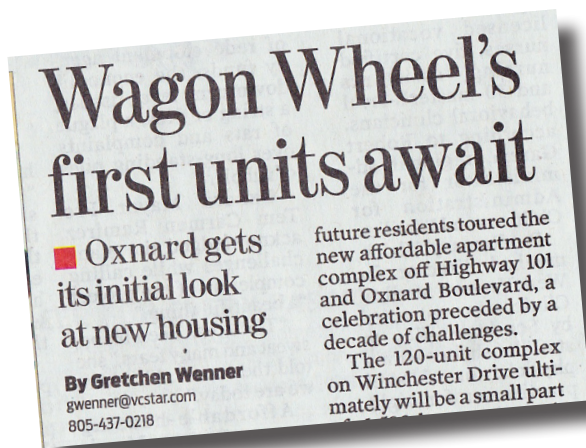 Wagon Wheel's
first units await
Oxnard gets
its initial look
at new housing
By Gretchen Wenner
gwenner@vcstar.com
805-437-0218
future residents toured the
new affordable apartment
complex off Highway 101
and Oxnard Boulevard, a
celebration preceded by a
decade of challenges.
The 120-unit complex
on Winchester Drive ulti-
mately will be a small part